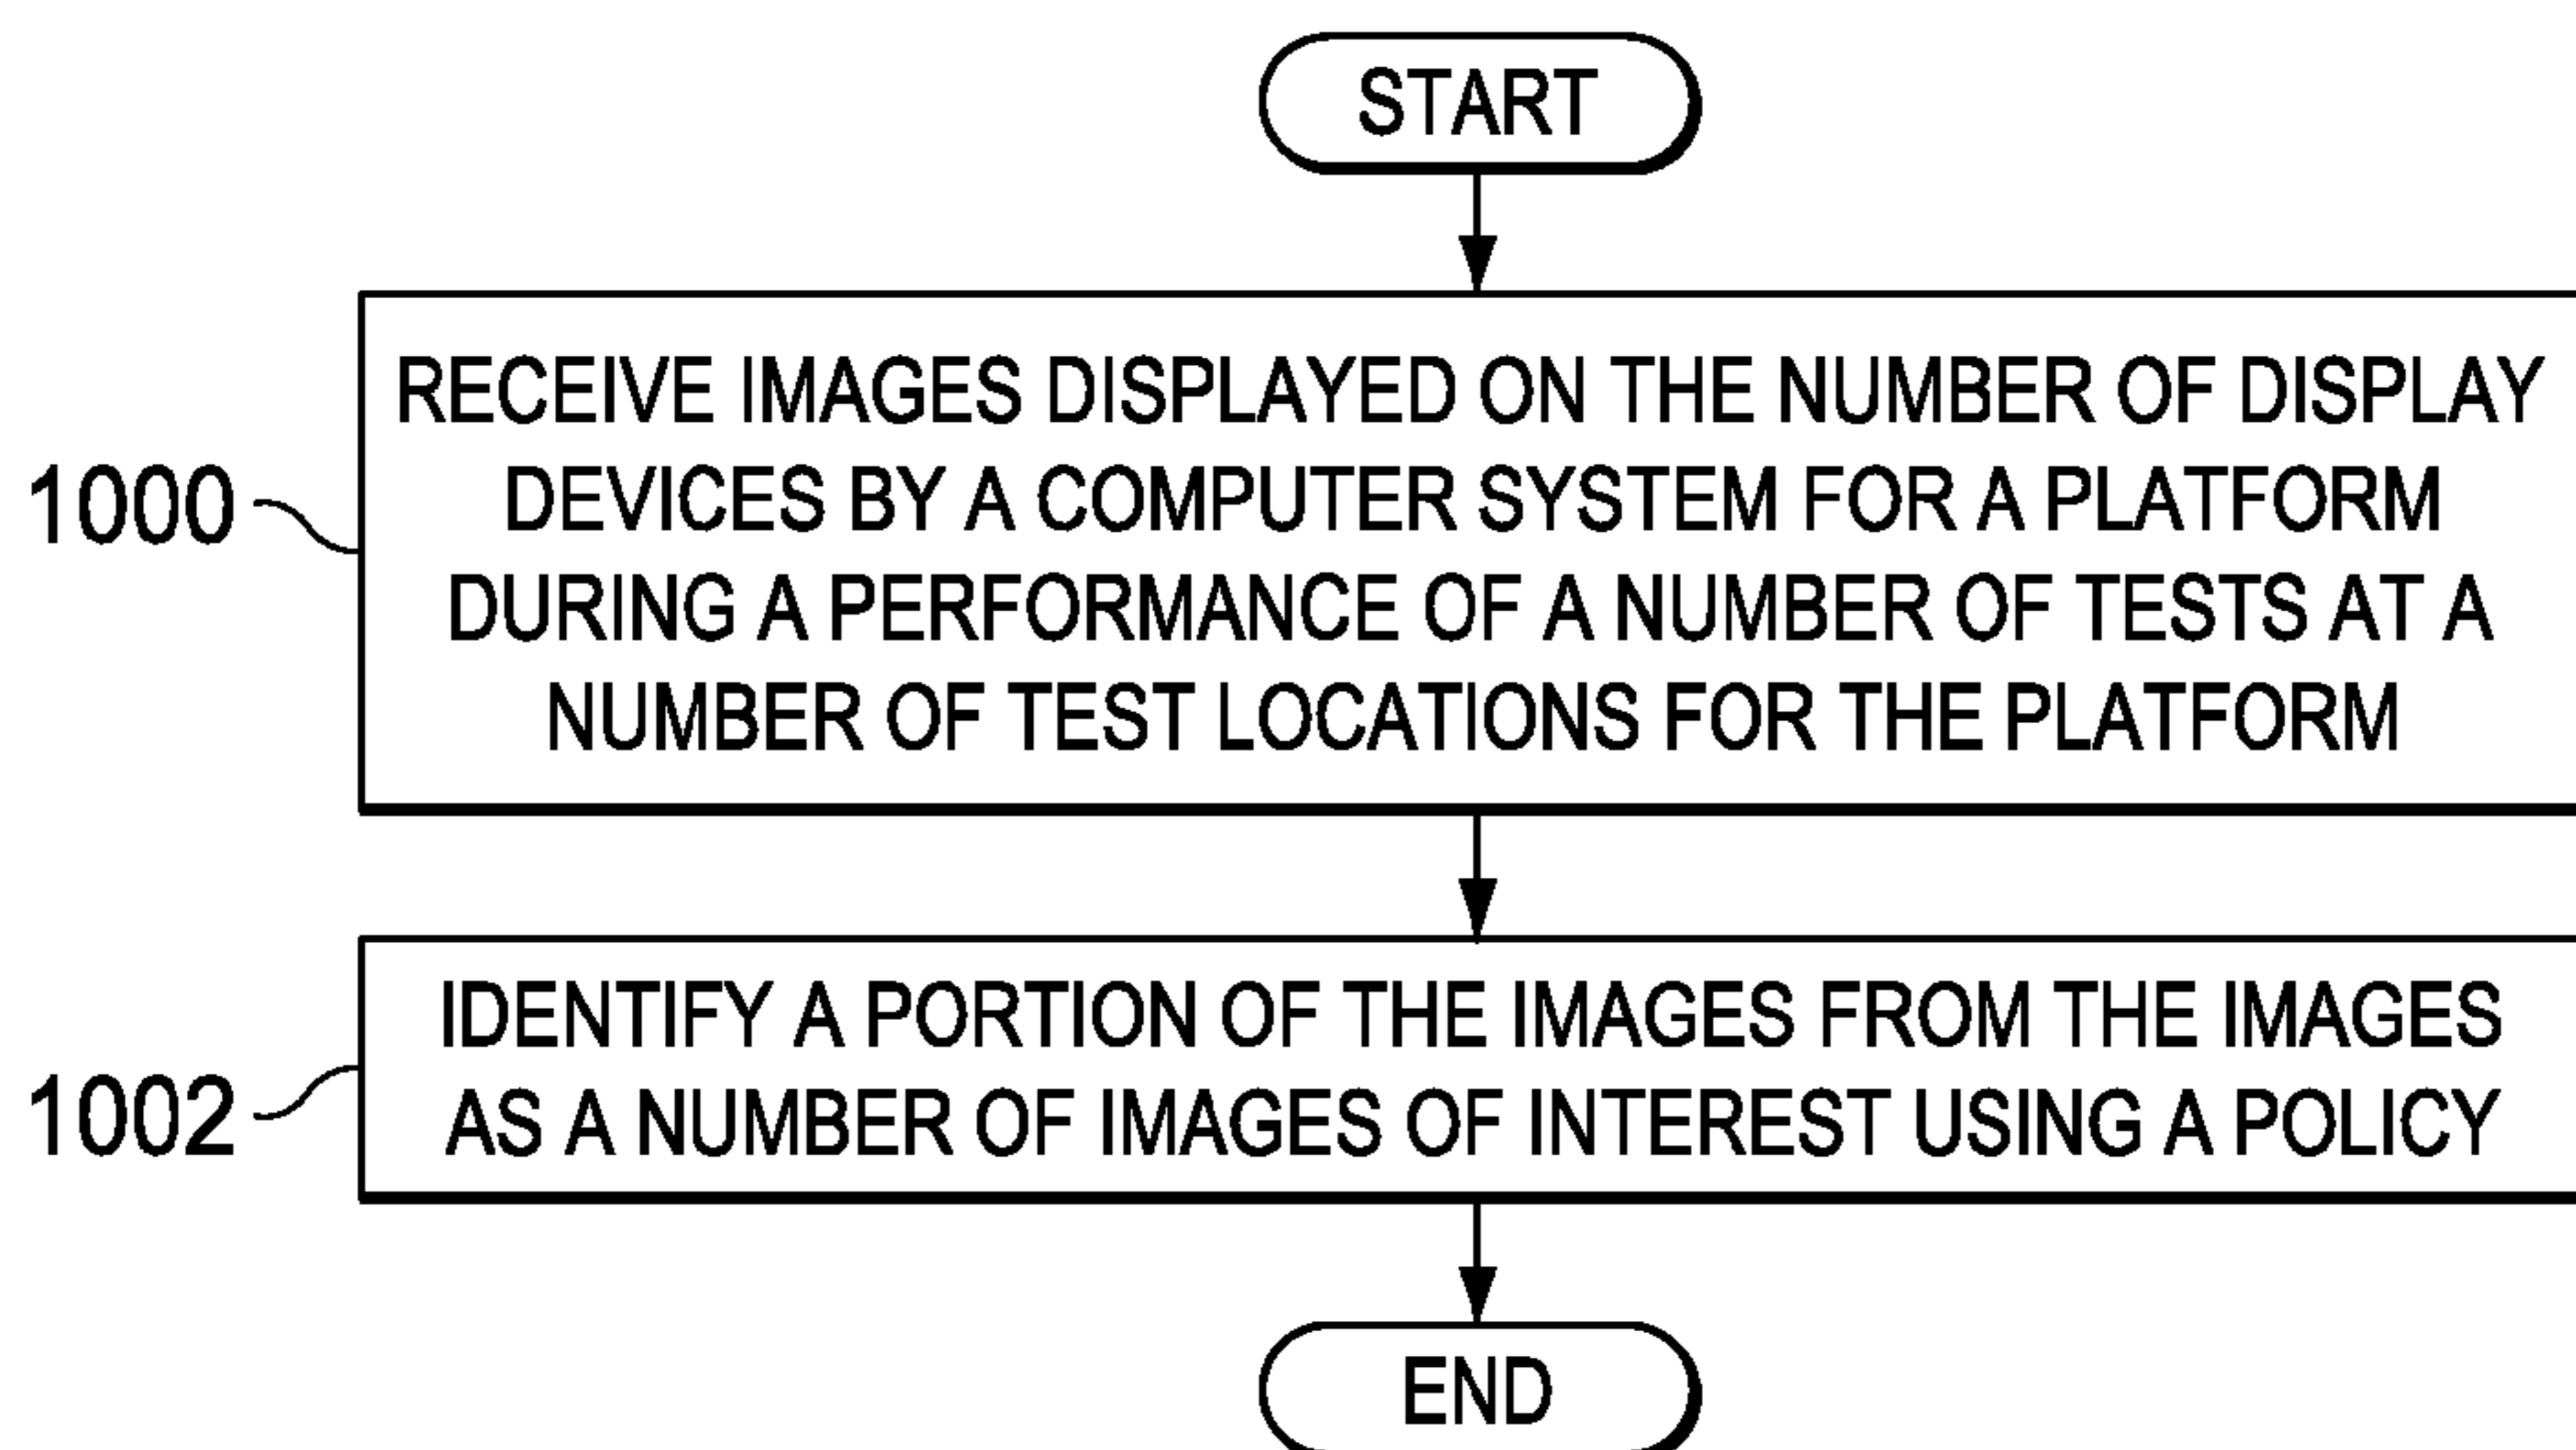 START
RECEIVE IMAGES DISPLAYED ON THE NUMBER OF DISPLAY
DEVICES BY A COMPUTER SYSTEM FOR A PLATFORM
DURING A PERFORMANCE OF A NUMBER OF TESTS AT A
NUMBER OF TEST LOCATIONS FOR THE PLATFORM
1000
IDENTIFY A PORTION OF THE IMAGES FROM THE IMAGES
AS A NUMBER OF IMAGES OF INTEREST USING A POLICY
1002
END